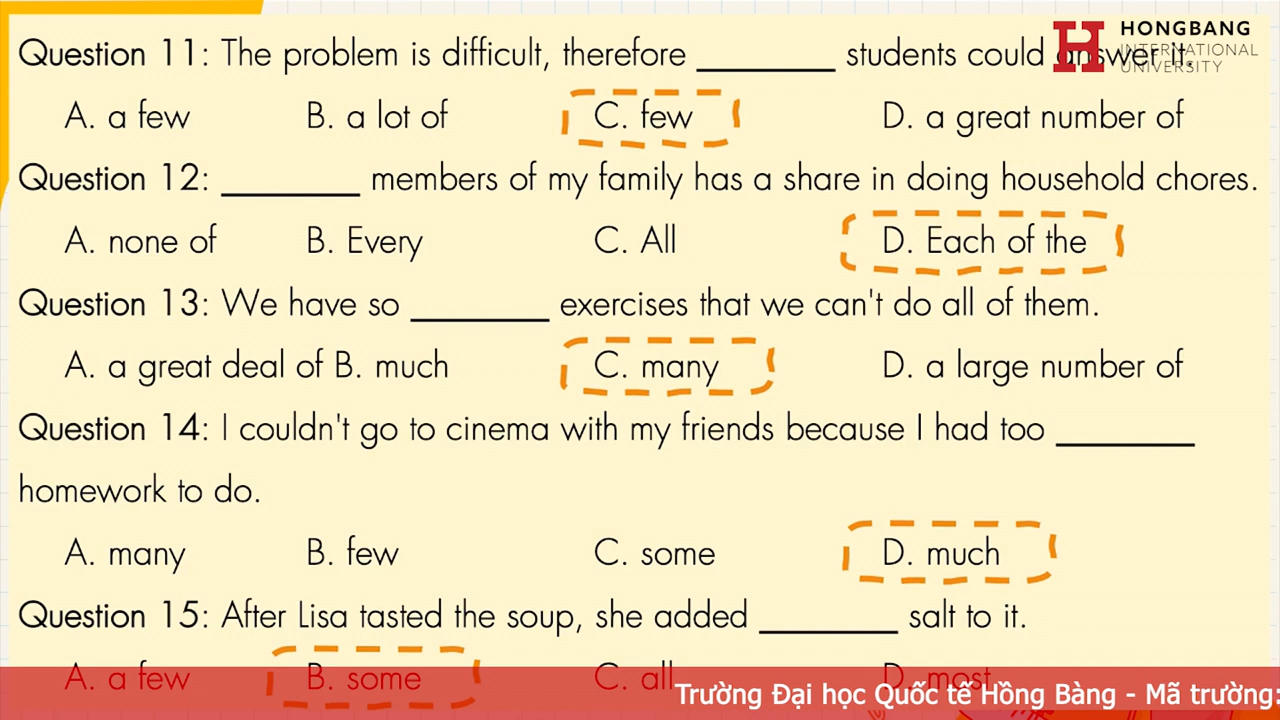 HONGBANG
INTERNATIONAL
UNIVERSITY
Question 11: The problem is difficult, therefore ________ students could answer it.
A. a few B. a lot of C. few D. a great number of
Question 12: ________ members of my family has a share in doing household chores.
A. none of B. Every C. All D. Each of the
Question 13: We have so ________ exercises that we can't do all of them.
A. a great deal of B. much C. many D. a large number of
Question 14: I couldn't go to cinema with my friends because I had too ________
homework to do.
A. many B. few C. some D. much
Question 15: After Lisa tasted the soup, she added ________ salt to it.
A. a few B. some C. all D. most
Trường Đại học Quốc tế Hồng Bàng - Mã trường: